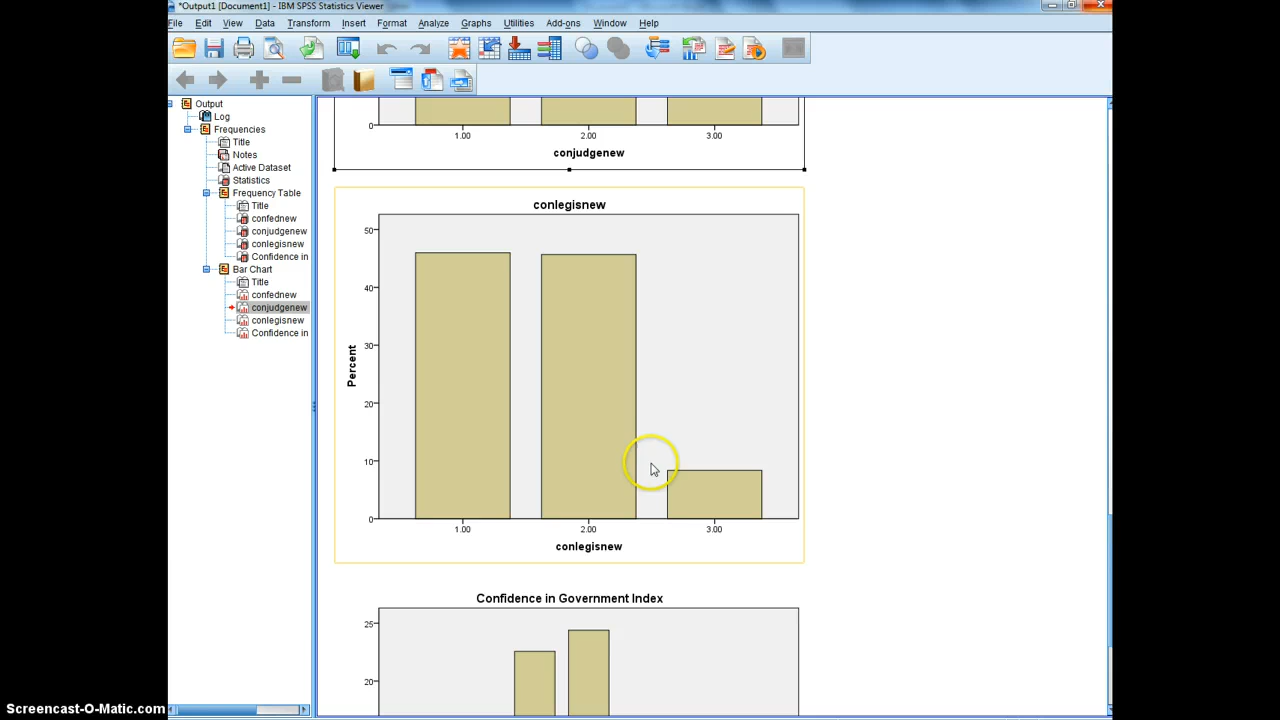 *Output1 [Document1] - IBM SPSS Statistics Viewer
File Edit View Data Transform Insert Format Analyze Graphs Utilities Add-ons Window Help
Output
Log
Frequencies
Title
Notes
Active Dataset
Statistics
Frequency Table
Title
confednew
conjudgenew
conlegisnew
Confidence in
Bar Chart
Title
confednew
conjudgenew
conlegisnew
Confidence in
0
1.00 2.00 3.00
conjudgenew
conlegisnew
50
40
30
20
10
0
Percent
1.00 2.00 3.00
conlegisnew
Confidence in Government Index
25
20
Screencast-O-Matic.com